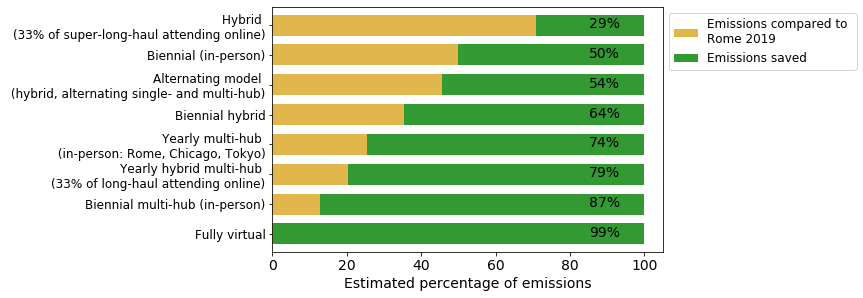 Hybrid
(33% of super-long-haul attending online)
29%
Biennial (in-person)
50%
Alternating model
(hybrid, alternating single- and multi-hub)
54%
Biennial hybrid
64%
Yearly multi-hub
(in-person: Rome, Chicago, Tokyo)
74%
Yearly hybrid multi-hub
(33% of long-haul attending online)
79%
Biennial multi-hub (in-person)
87%
Fully virtual
99%
0 20 40 60 80 100
Estimated percentage of emissions
Emissions compared to
Rome 2019
Emissions saved